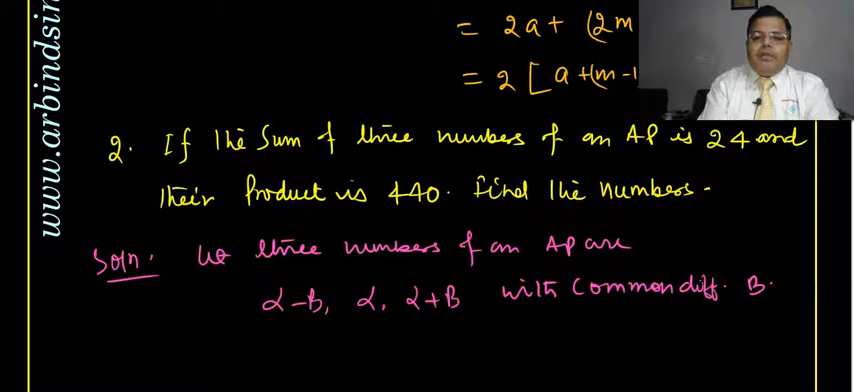 www.arbindsin
= 2a + (2m
= 2 [ a + (m - 1
2. If the Sum of three numbers of an AP is 24 and
their Product is 440. Find the numbers.
Soln. Let three numbers of an AP are
α - β, α, α + β with Common diff. β.